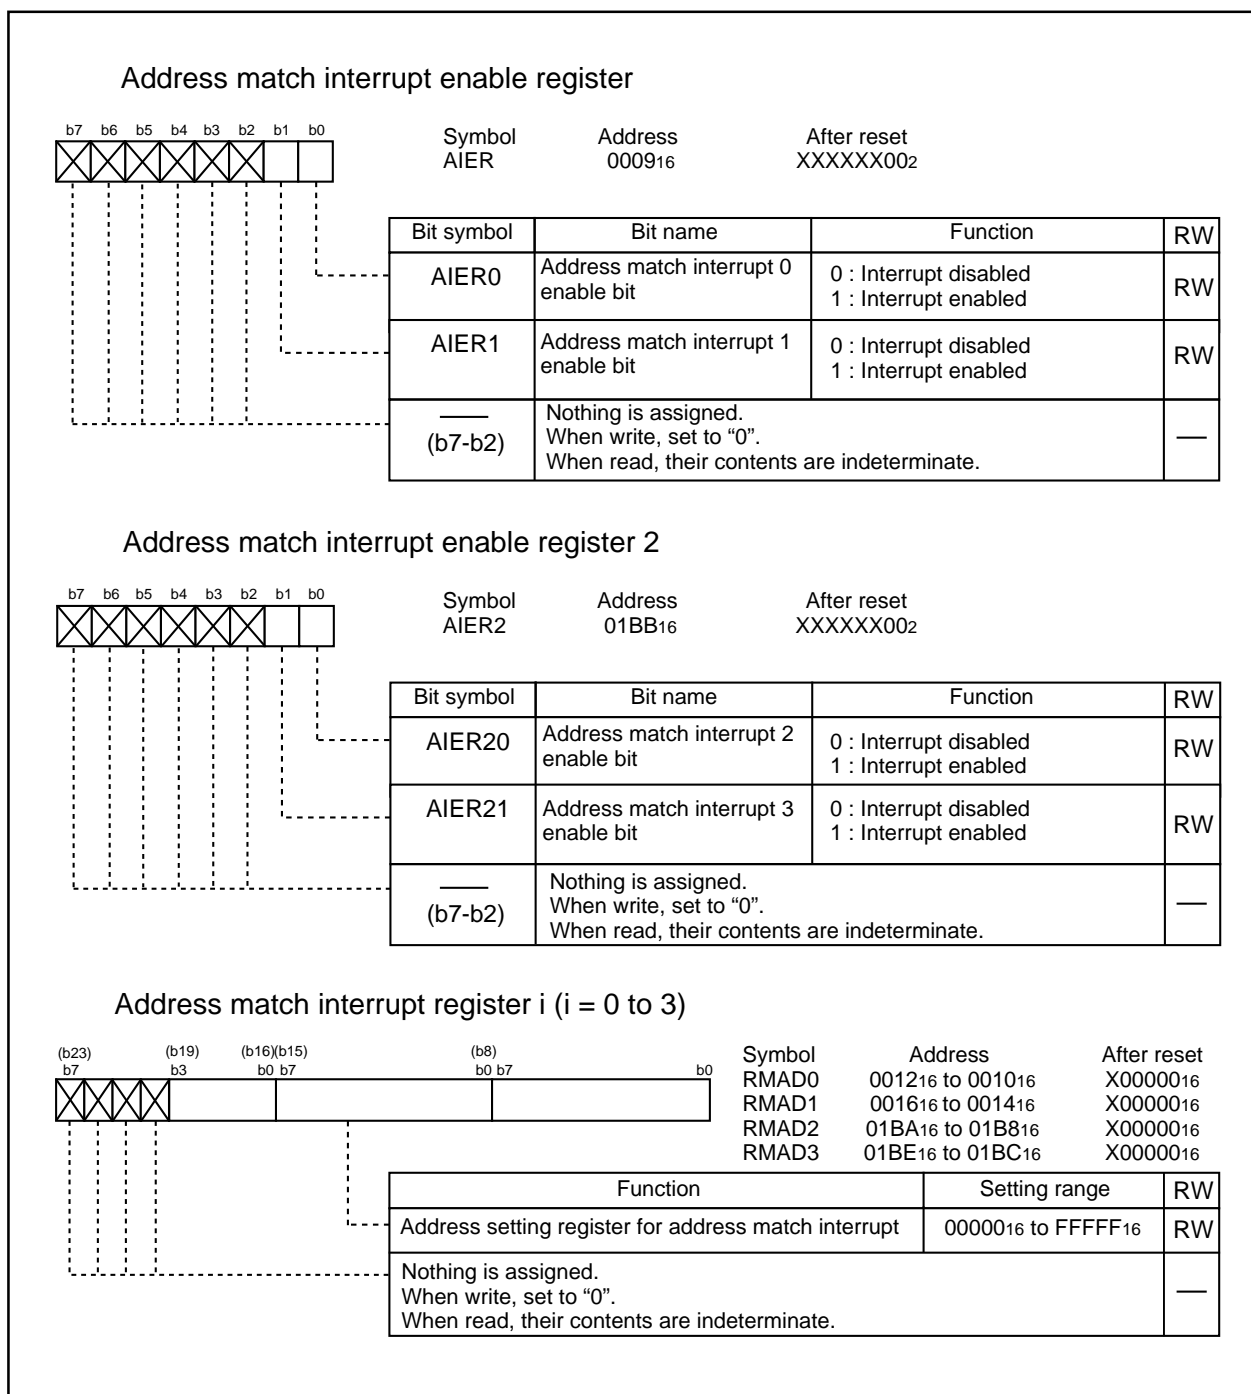 Address match interrupt enable register
b7 b6 b5 b4 b3 b2 b1 b0
Symbol Address After reset
AIER 000916 XXXXXX002
Bit symbol Bit name Function RW
AIER0 Address match interrupt 0 enable bit 0 : Interrupt disabled 1 : Interrupt enabled RW
AIER1 Address match interrupt 1 enable bit 0 : Interrupt disabled 1 : Interrupt enabled RW
(b7-b2)
Nothing is assigned.
When write, set to “0”.
When read, their contents are indeterminate.
—
Address match interrupt enable register 2
b7 b6 b5 b4 b3 b2 b1 b0
Symbol Address After reset
AIER2 01BB16 XXXXXX002
Bit symbol Bit name Function RW
AIER20 Address match interrupt 2 enable bit 0 : Interrupt disabled 1 : Interrupt enabled RW
AIER21 Address match interrupt 3 enable bit 0 : Interrupt disabled 1 : Interrupt enabled RW
(b7-b2)
Nothing is assigned.
When write, set to “0”.
When read, their contents are indeterminate.
—
Address match interrupt register i (i = 0 to 3)
(b23) (b19) (b16)(b15) (b8)
b7 b3 b0 b7 b0 b7 b0
Symbol Address After reset
RMAD0 001216 to 001016 X0000016
RMAD1 001616 to 001416 X0000016
RMAD2 01BA16 to 01B816 X0000016
RMAD3 01BE16 to 01BC16 X0000016
Function Setting range RW
Address setting register for address match interrupt 0000016 to FFFFF16 RW
Nothing is assigned.
When write, set to “0”.
When read, their contents are indeterminate.
—